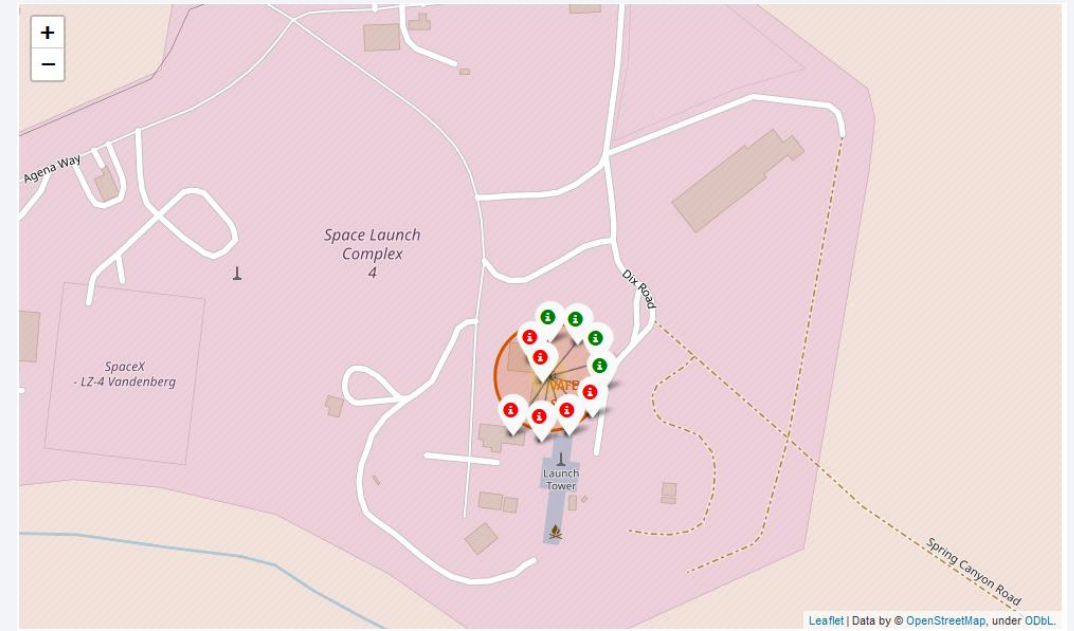 +
−
Agena Way
Space Launch
Complex
4
Dix Road
SpaceX
- LZ-4 Vandenberg
Launch
Tower
Spring Canyon Road
Leaflet | Data by © OpenStreetMap, under ODbL.